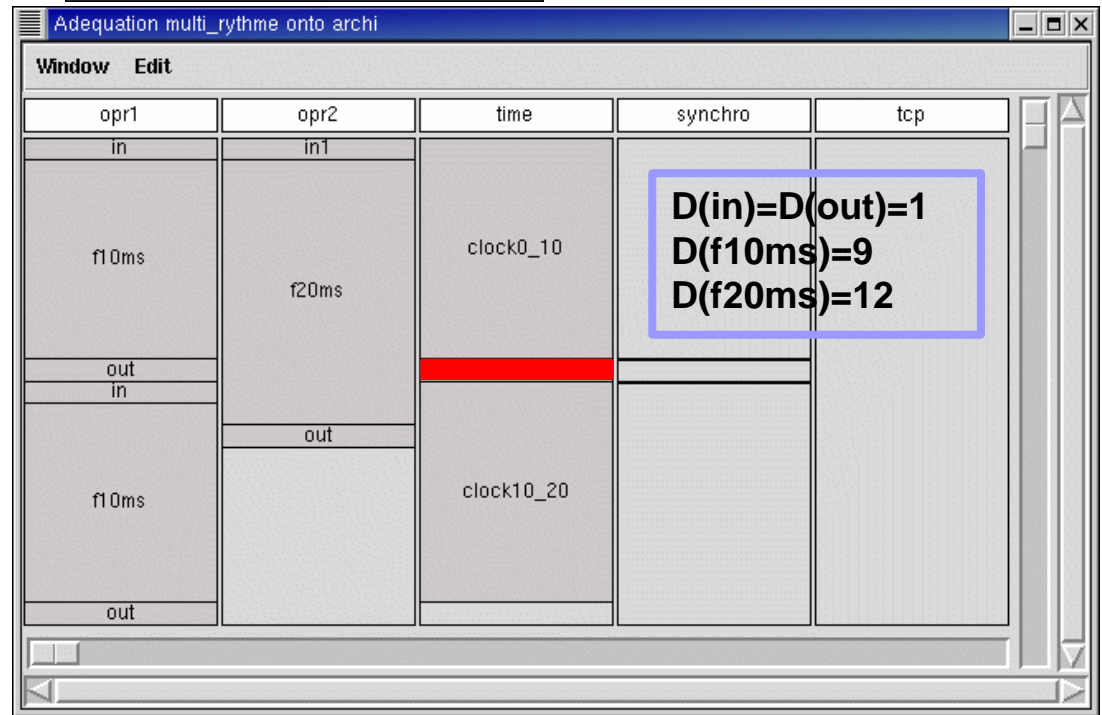 Adequation multi_rythme onto archi
Window Edit
opr1 opr2 time synchro tcp
in in1
D(in)=D(out)=1
D(f10ms)=9
D(f20ms)=12
f10ms clock0_10
f20ms
out
in
out
f10ms clock10_20
out